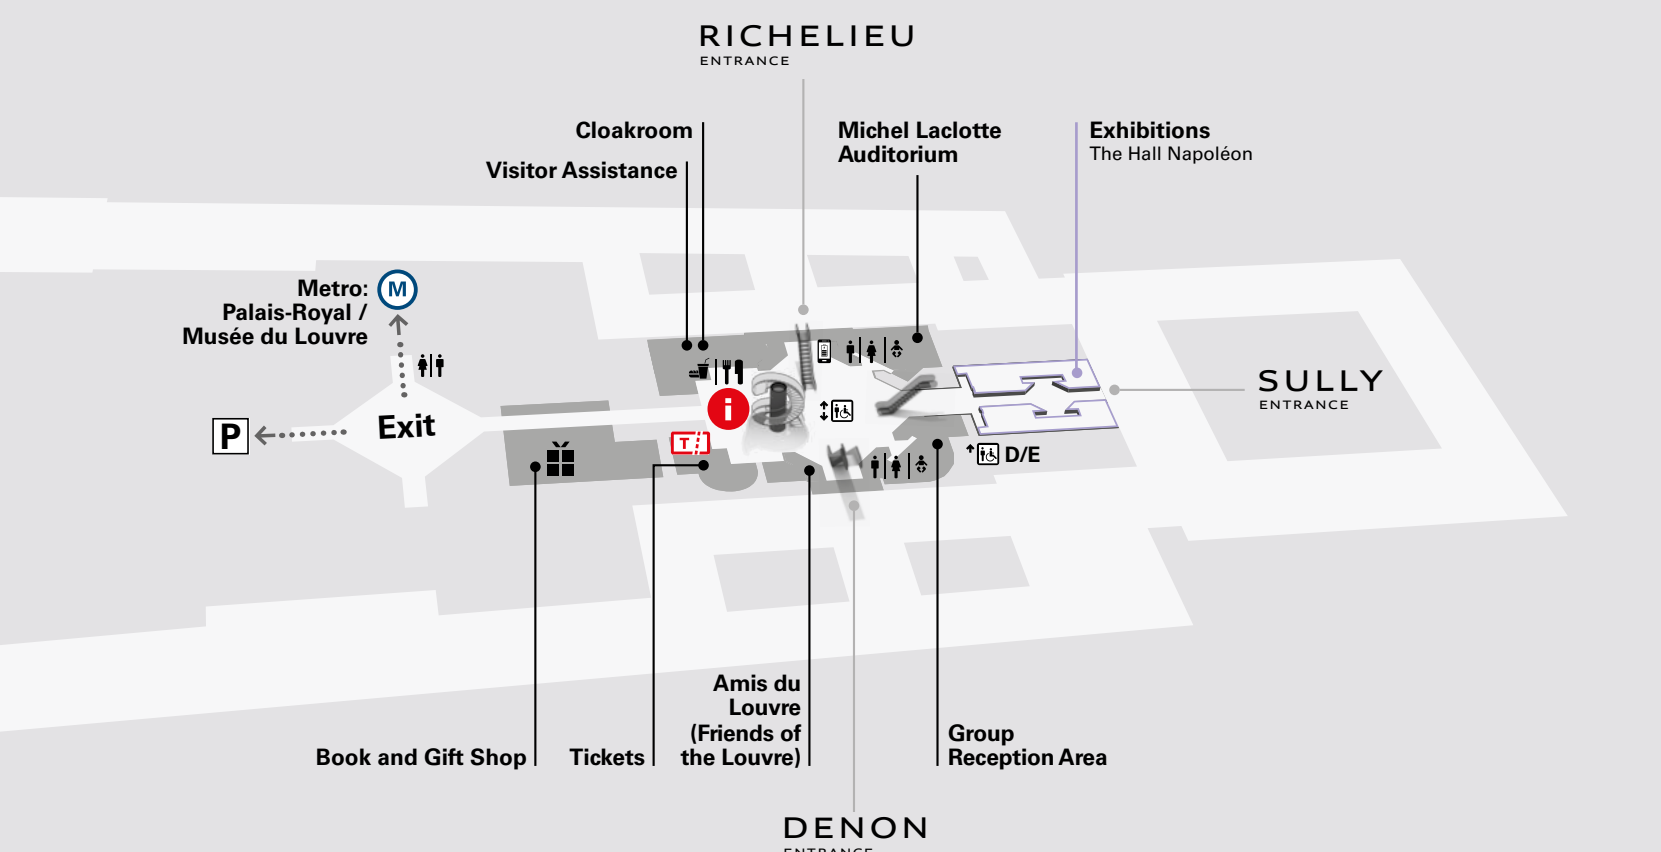 RICHELIEU
ENTRANCE
Cloakroom
Visitor Assistance
Michel Laclotte
Auditorium
Exhibitions
The Hall Napoléon
Metro:
Palais-Royal /
Musée du Louvre
M
SULLY
ENTRANCE
P
Exit
i
T
D/E
Book and Gift Shop
Tickets
Amis du
Louvre
(Friends of
the Louvre)
Group
Reception Area
DENON
ENTRANCE